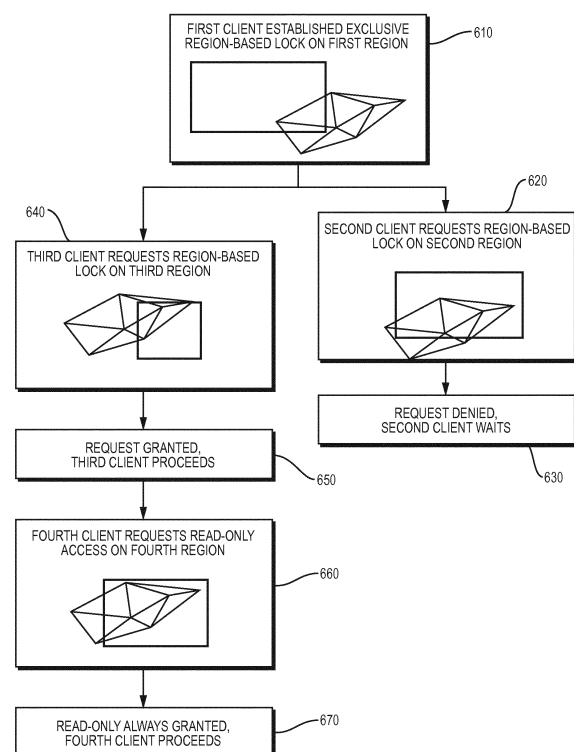 FIRST CLIENT ESTABLISHED EXCLUSIVE
REGION-BASED LOCK ON FIRST REGION
610
620
SECOND CLIENT REQUESTS REGION-BASED
LOCK ON SECOND REGION
640
THIRD CLIENT REQUESTS REGION-BASED
LOCK ON THIRD REGION
REQUEST DENIED,
SECOND CLIENT WAITS
630
REQUEST GRANTED,
THIRD CLIENT PROCEEDS
650
FOURTH CLIENT REQUESTS READ-ONLY
ACCESS ON FOURTH REGION
660
READ-ONLY ALWAYS GRANTED,
FOURTH CLIENT PROCEEDS
670